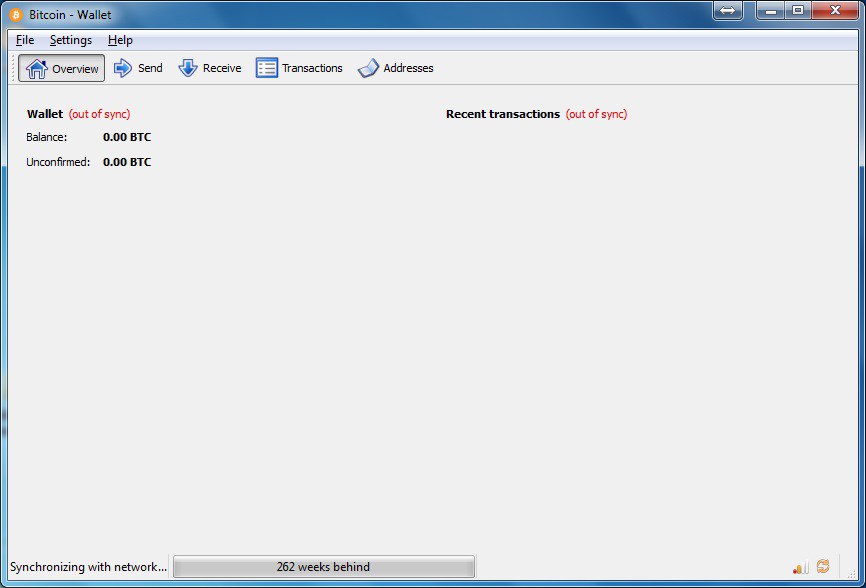 Bitcoin - Wallet
File Settings Help
Overview Send Receive Transactions Addresses
Wallet (out of sync) Recent transactions (out of sync)
Balance: 0.00 BTC
Unconfirmed: 0.00 BTC
Synchronizing with network... 262 weeks behind